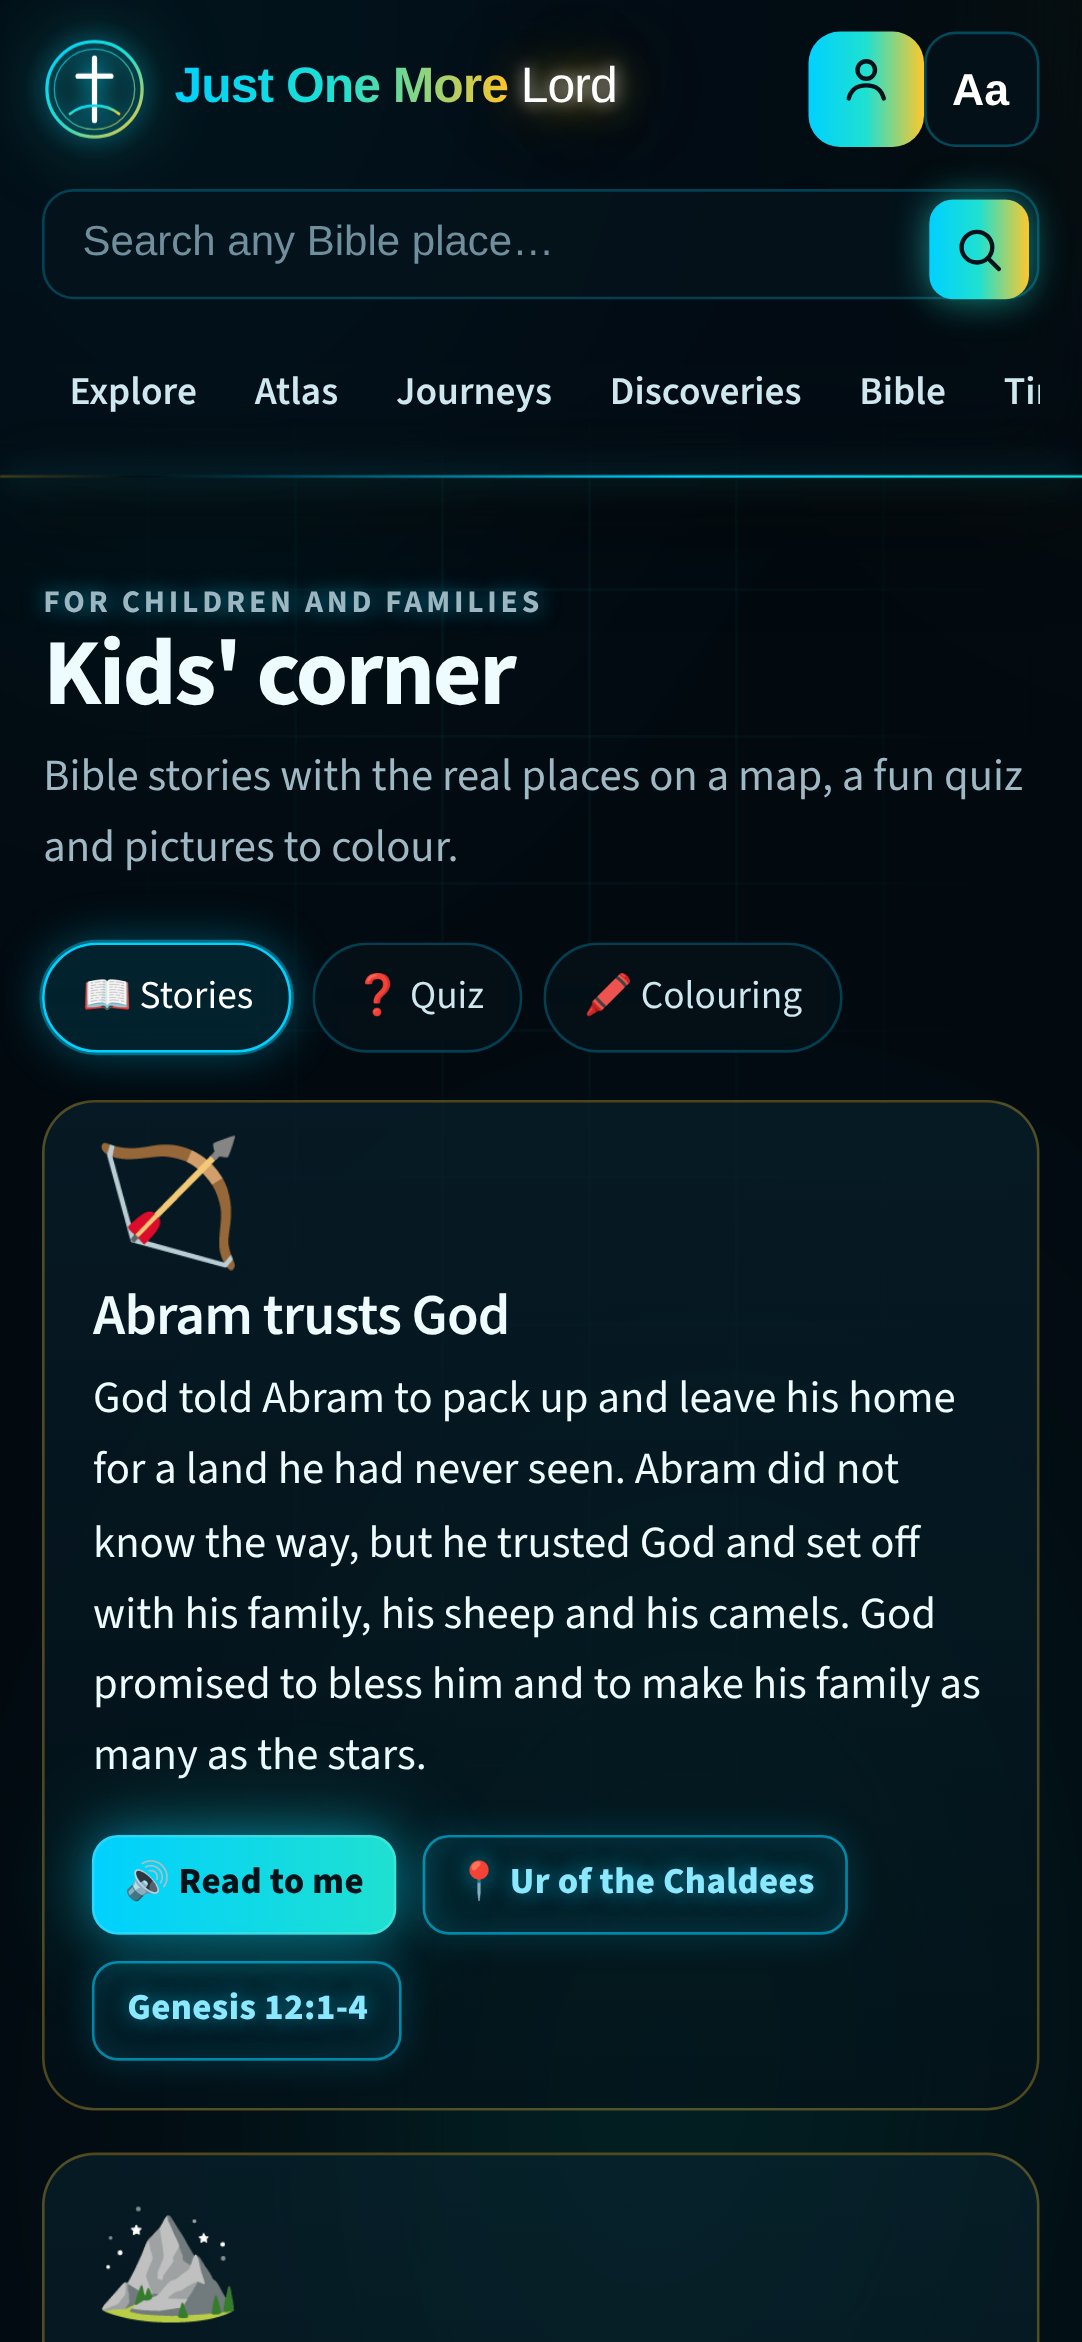 Just One More Lord
Aa
Search any Bible place…
Explore Atlas Journeys Discoveries Bible
FOR CHILDREN AND FAMILIES
Kids' corner
Bible stories with the real places on a map, a fun quiz
and pictures to colour.
Stories Quiz Colouring
Abram trusts God
God told Abram to pack up and leave his home
for a land he had never seen. Abram did not
know the way, but he trusted God and set off
with his family, his sheep and his camels. God
promised to bless him and to make his family as
many as the stars.
Read to me Ur of the Chaldees
Genesis 12:1-4